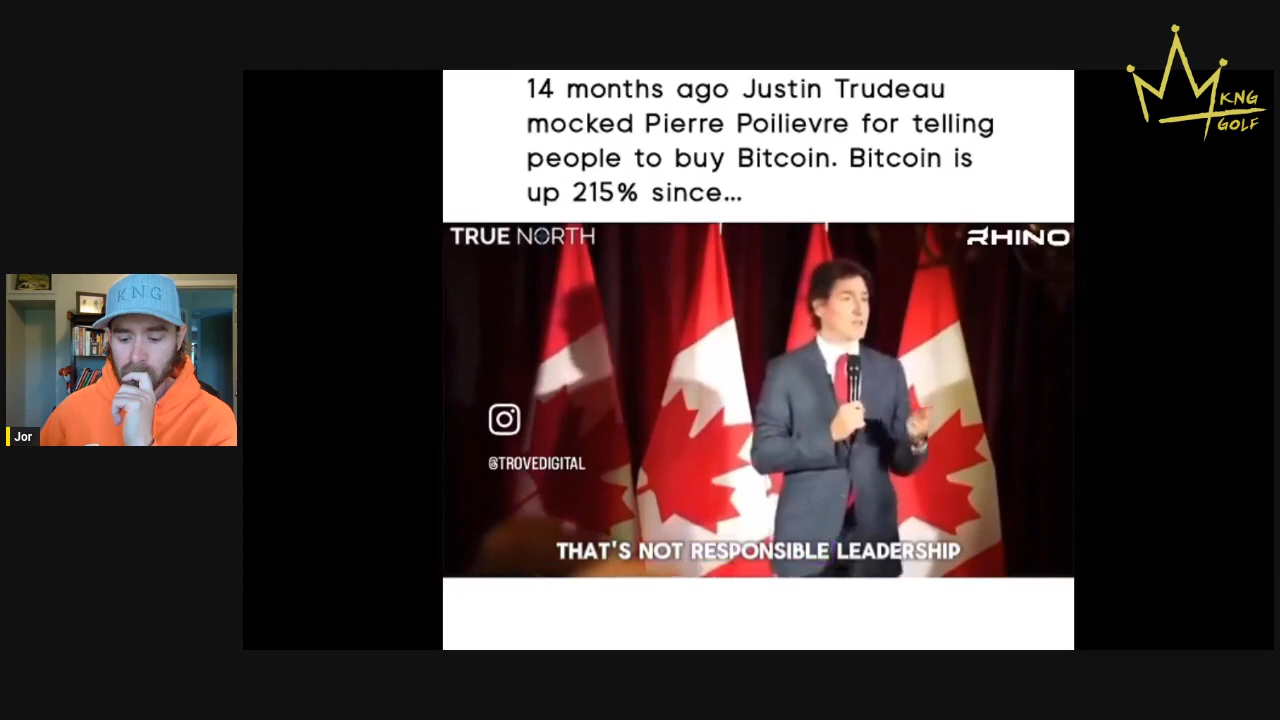 14 months ago Justin Trudeau
mocked Pierre Poilievre for telling
people to buy Bitcoin. Bitcoin is
up 215% since...
KNG
GOLF
TRUE NORTH
RHINO
KNG
Jor
@TROVEDIGITAL
THAT'S NOT RESPONSIBLE LEADERSHIP